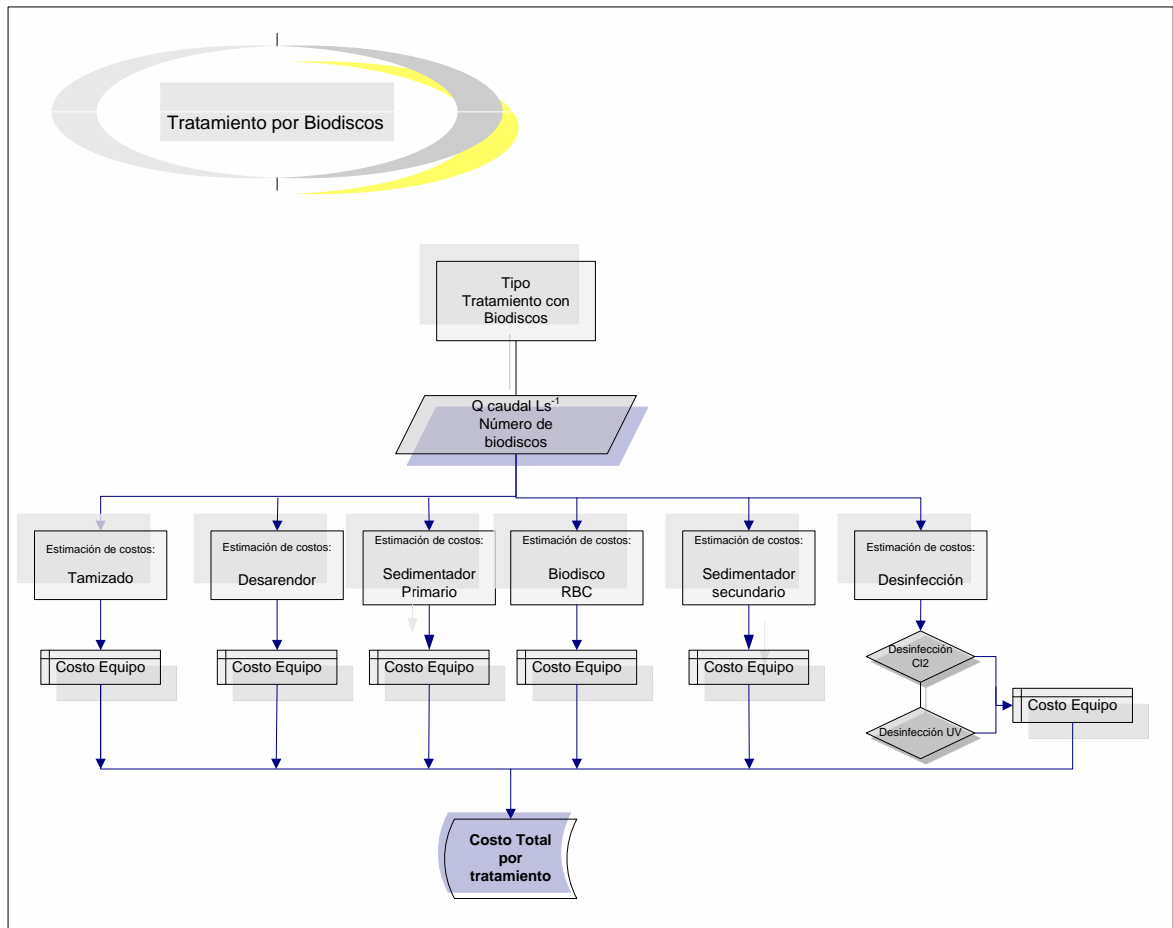 Tratamiento por Biodiscos
Tipo
Tratamiento con
Biodiscos
Q caudal Ls⁻¹
Número de
biodiscos
Estimación de costos:
Tamizado
Estimación de costos:
Desarendor
Estimación de costos:
Sedimentador
Primario
Estimación de costos:
Biodisco
RBC
Estimación de costos:
Sedimentador
secundario
Estimación de costos:
Desinfección
Costo Equipo
Costo Equipo
Costo Equipo
Costo Equipo
Costo Equipo
Desinfección
Cl2
Desinfección UV
Costo Equipo
Costo Total
por
tratamiento